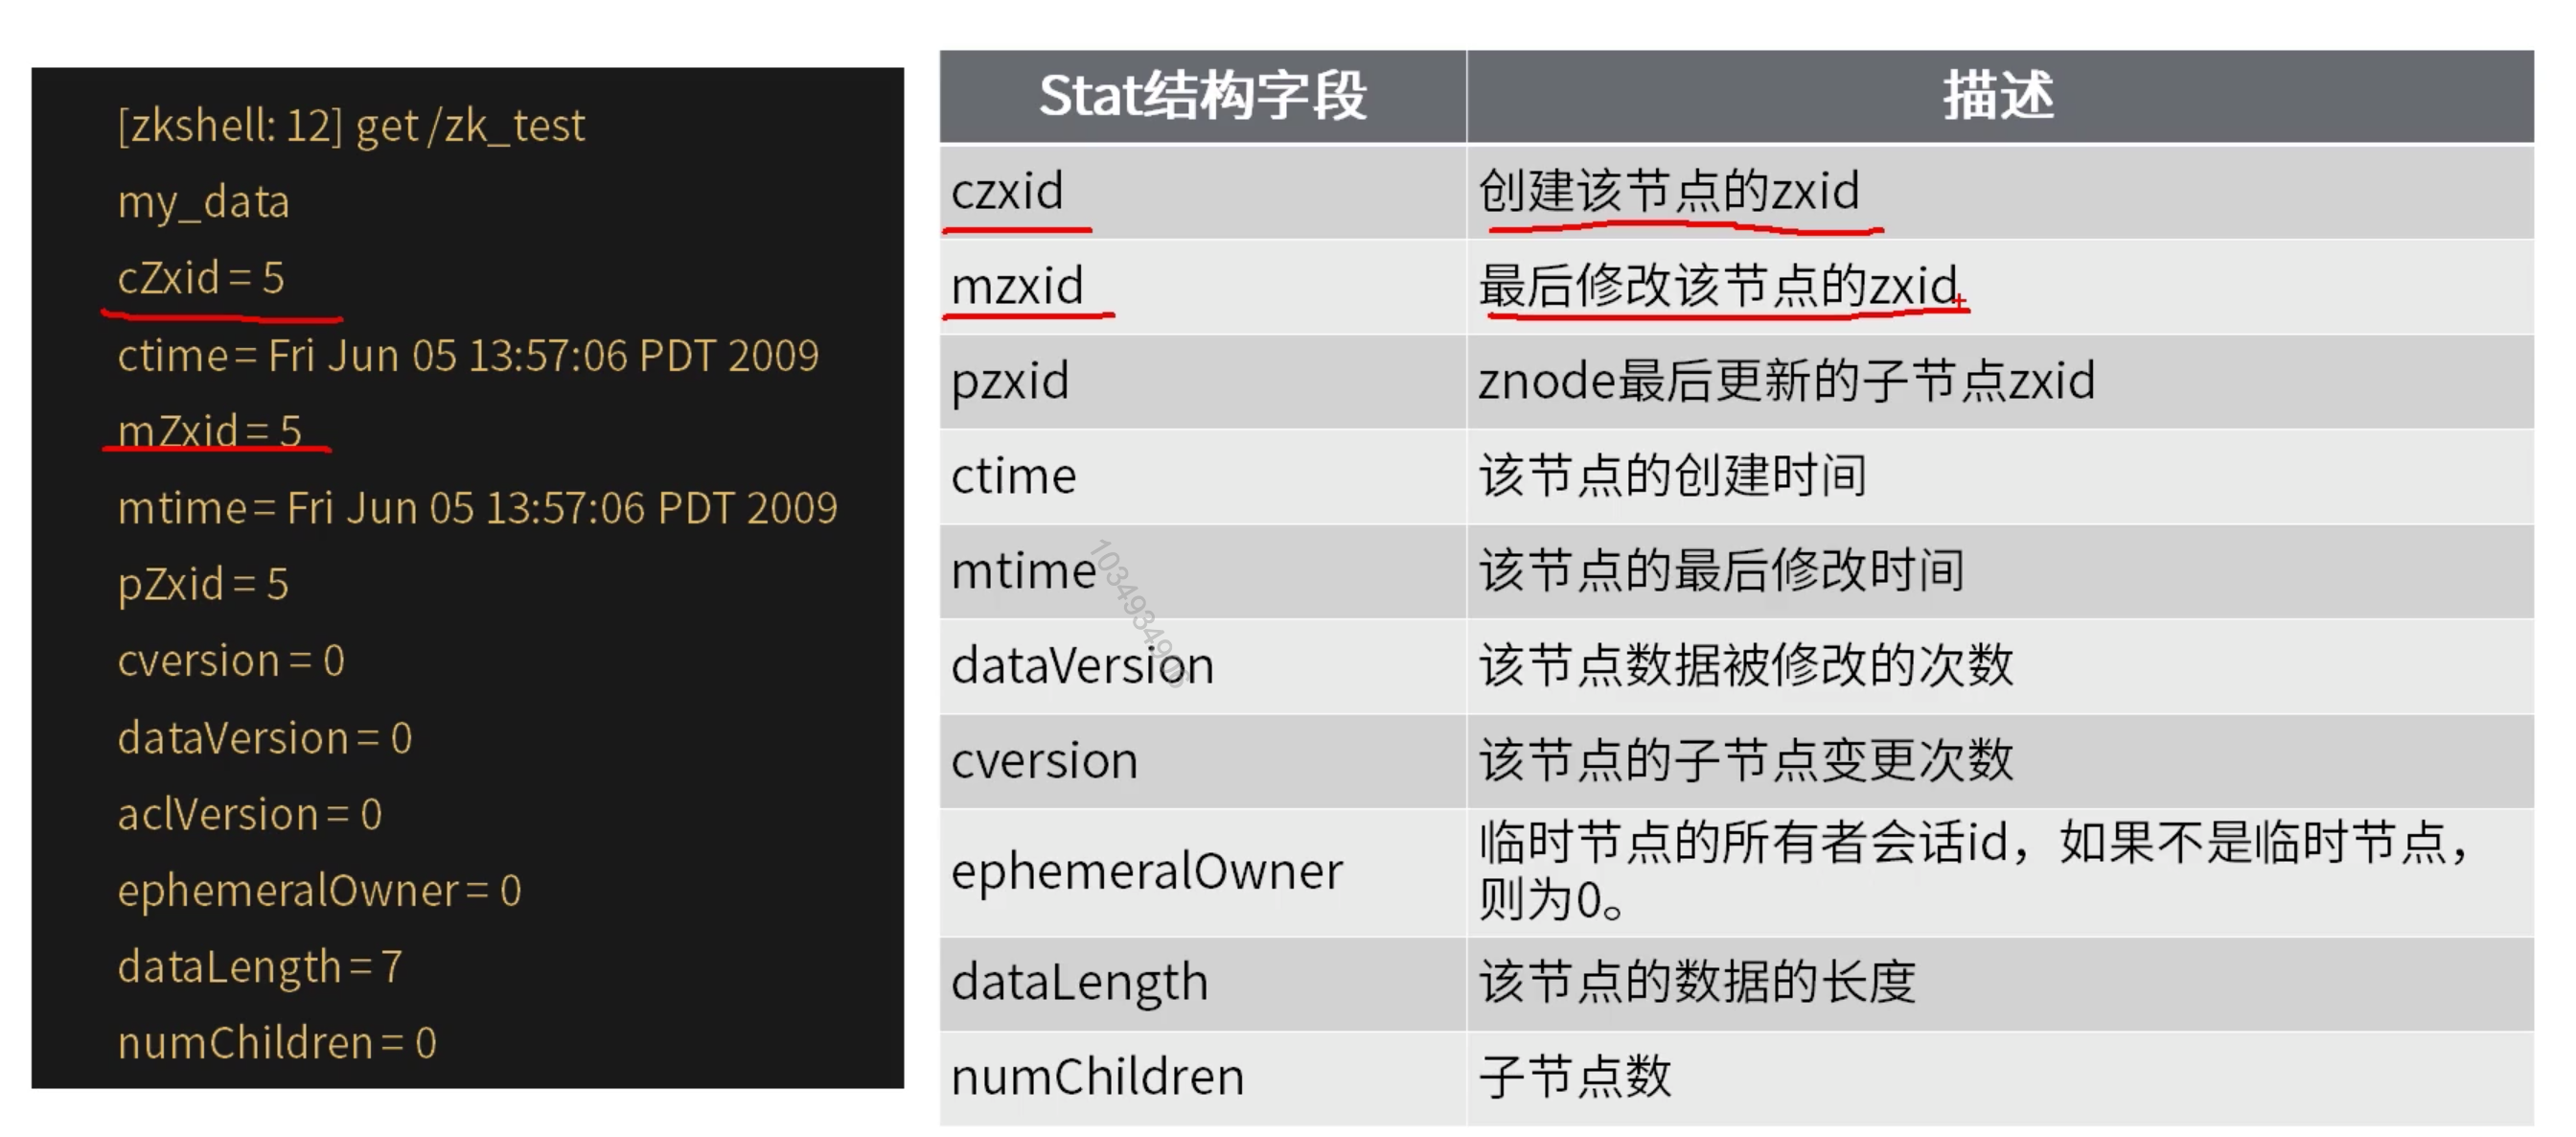 [zkshell: 12] get /zk_test
my_data
cZxid = 5
ctime = Fri Jun 05 13:57:06 PDT 2009
mZxid = 5
mtime = Fri Jun 05 13:57:06 PDT 2009
pZxid = 5
cversion = 0
dataVersion = 0
aclVersion = 0
ephemeralOwner = 0
dataLength = 7
numChildren = 0
Stat结构字段 描述
czxid 创建该节点的zxid
mzxid 最后修改该节点的zxid
pzxid znode最后更新的子节点zxid
ctime 该节点的创建时间
mtime 该节点的最后修改时间
dataVersion 该节点数据被修改的次数
cversion 该节点的子节点变更次数
ephemeralOwner 临时节点的所有者会话id，如果不是临时节点，
则为0。
dataLength 该节点的数据的长度
numChildren 子节点数